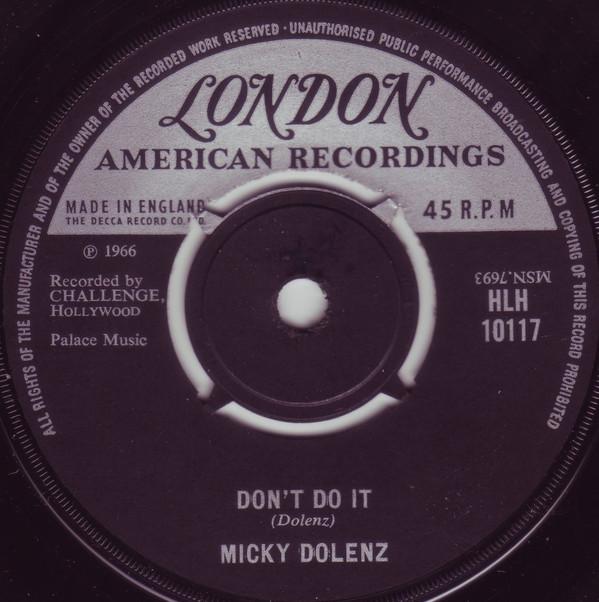 ALL RIGHTS OF THE MANUFACTURER AND OF THE OWNER OF THE RECORDED WORK RESERVED · UNAUTHORISED PUBLIC PERFORMANCE BROADCASTING AND COPYING OF THIS RECORD PROHIBITED
LONDON
AMERICAN RECORDINGS
MADE IN ENGLAND
THE DECCA RECORD CO. LTD.
45 R.P.M
℗ 1966
Recorded by
CHALLENGE,
HOLLYWOOD
Palace Music
MSN.7693
HLH
10117
DON'T DO IT
(Dolenz)
MICKY DOLENZ